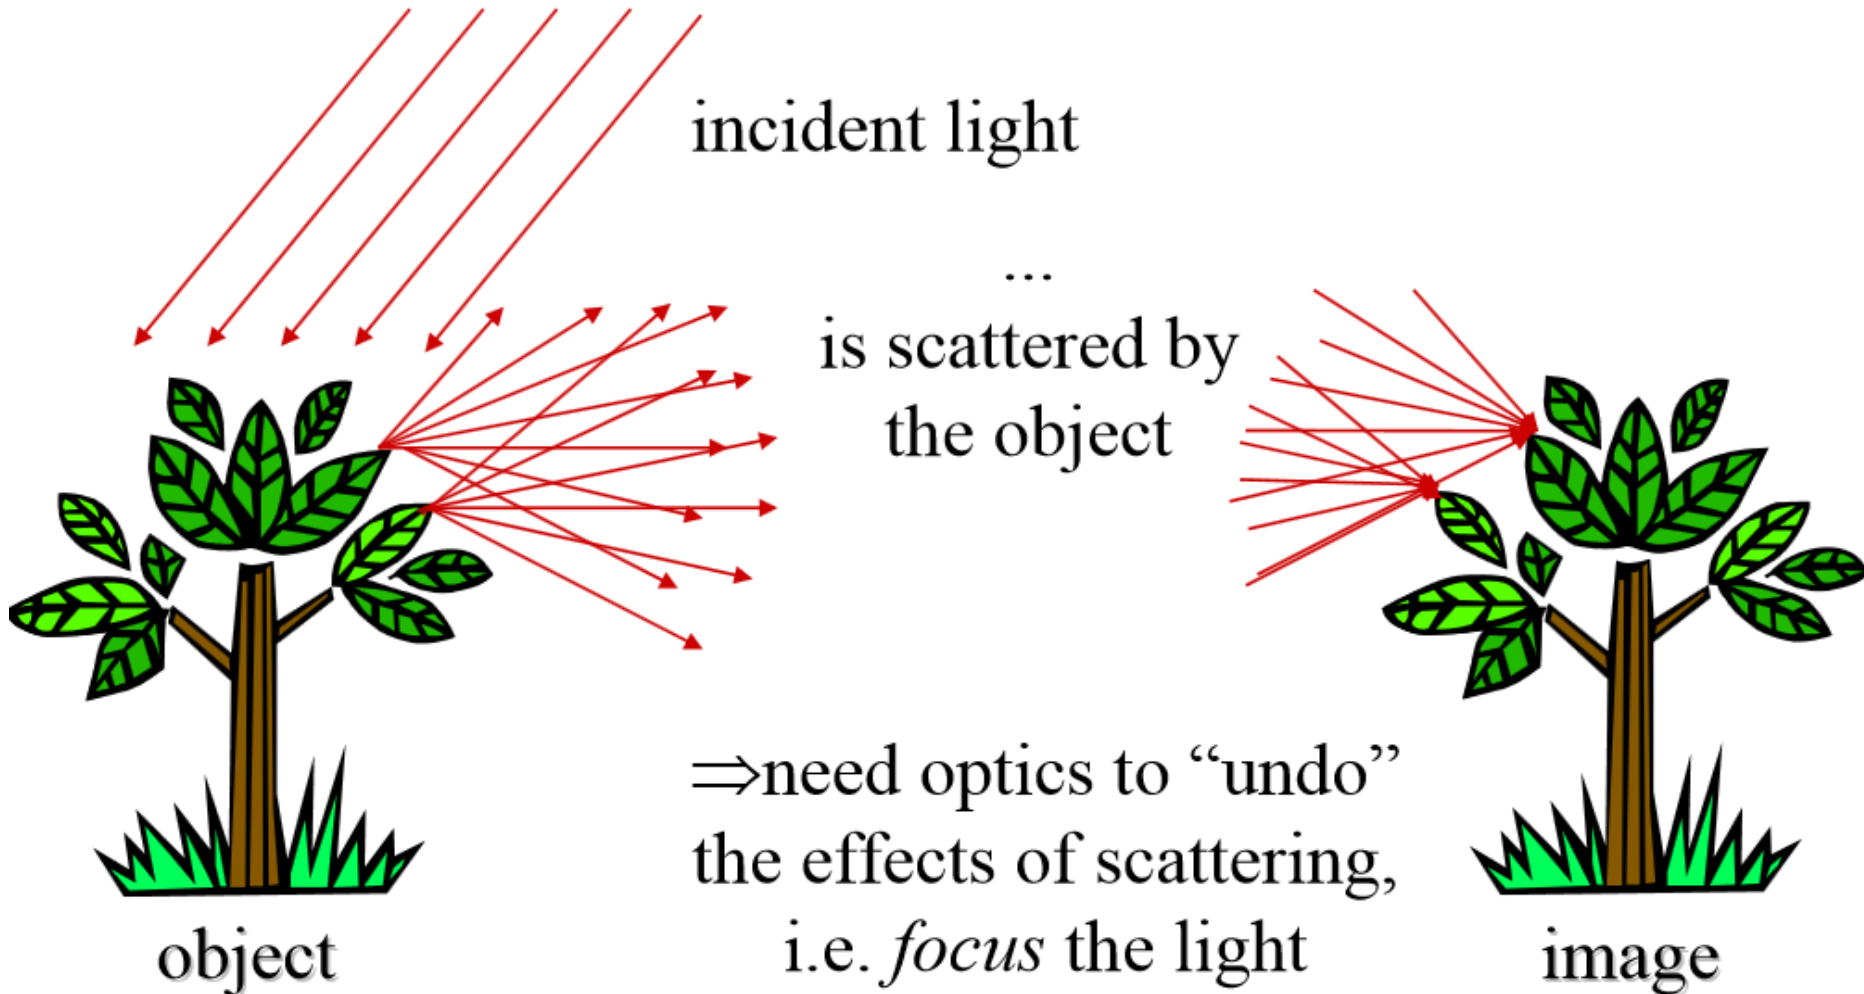 incident light
...
is scattered by
the object
⇒need optics to “undo”
the effects of scattering,
i.e. focus the light
object
image